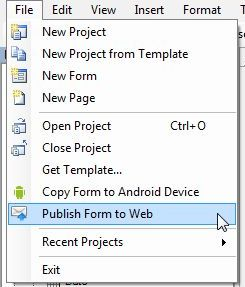 File Edit View Insert Format
New Project
New Project from Template
New Form
New Page
Open Project Ctrl+O
Close Project
Get Template...
Copy Form to Android Device
Publish Form to Web
Recent Projects
Exit